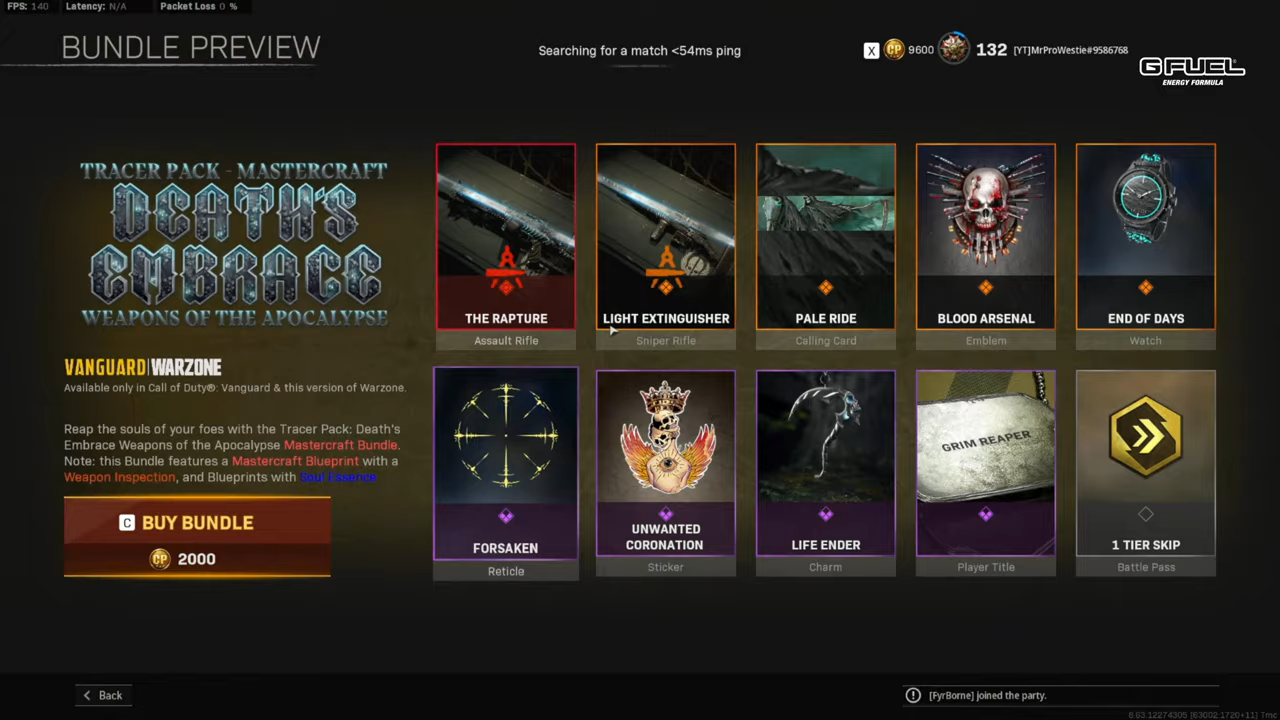 FPS: 140 Latency: N/A Packet Loss 0 %
BUNDLE PREVIEW
Searching for a match <54ms ping
X CP 9600 132 [YT]MrProWestie#9586768
G FUEL
ENERGY FORMULA
TRACER PACK - MASTERCRAFT
DEATH'S
EMBRACE
WEAPONS OF THE APOCALYPSE
VANGUARD|WARZONE
Available only in Call of Duty®: Vanguard & this version of Warzone.
Reap the souls of your foes with the Tracer Pack: Death's
Embrace Weapons of the Apocalypse Mastercraft Bundle.
Note: this Bundle features a Mastercraft Blueprint with a
Weapon Inspection, and Blueprints with Soul Essence
C BUY BUNDLE
CP 2000
THE RAPTURE
Assault Rifle
LIGHT EXTINGUISHER
Sniper Rifle
PALE RIDE
Calling Card
BLOOD ARSENAL
Emblem
END OF DAYS
Watch
FORSAKEN
Reticle
UNWANTED
CORONATION
Sticker
LIFE ENDER
Charm
GRIM REAPER
Player Title
1 TIER SKIP
Battle Pass
Back
[FyrBorne] joined the party.